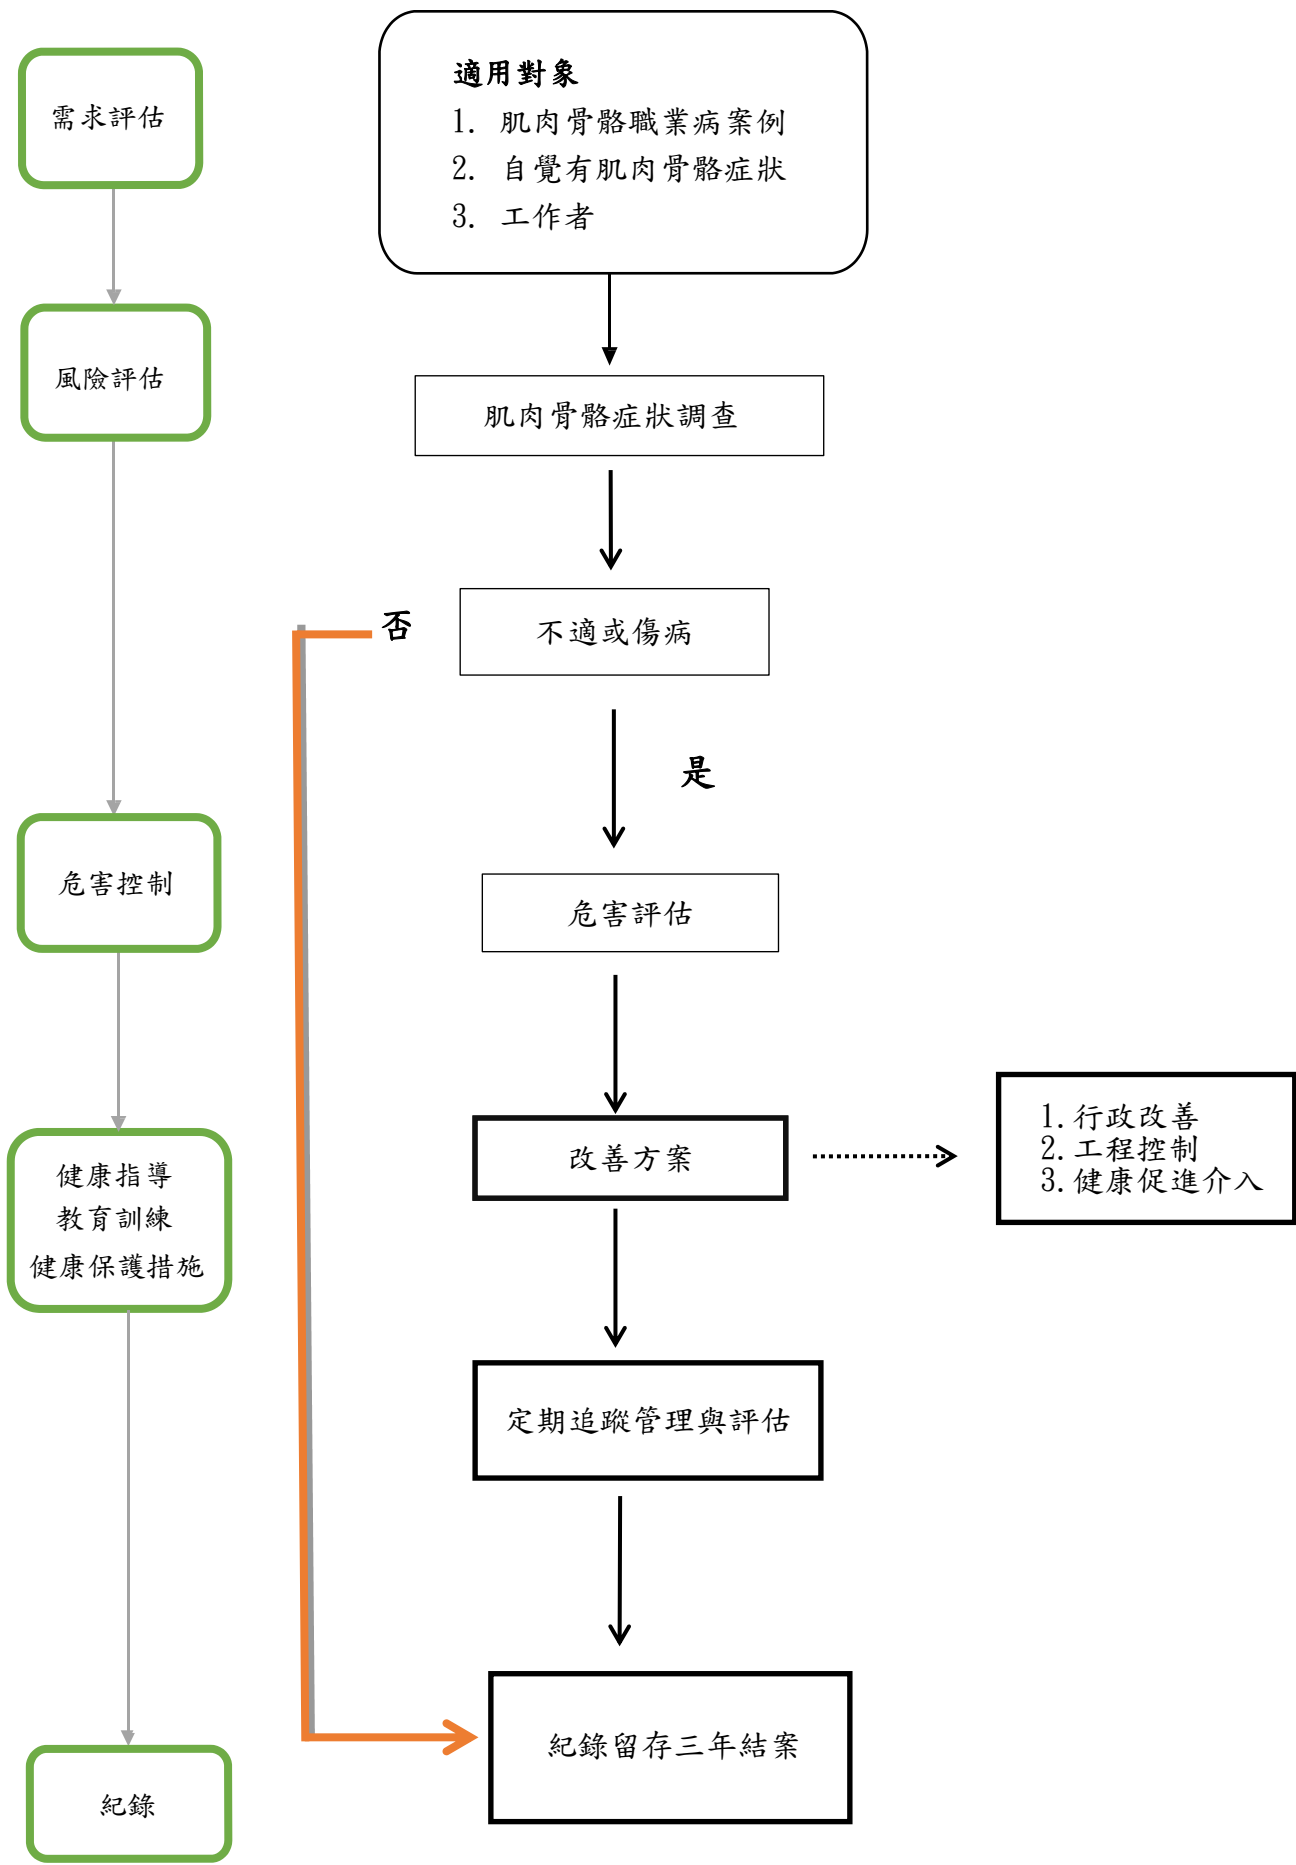 需求評估
適用對象
1. 肌肉骨骼職業病案例
2. 自覺有肌肉骨骼症狀
3. 工作者
風險評估
肌肉骨骼症狀調查
否
不適或傷病
是
危害控制
危害評估
健康指導
教育訓練
健康保護措施
改善方案
1.行政改善
2.工程控制
3.健康促進介入
定期追蹤管理與評估
紀錄留存三年結案
紀錄